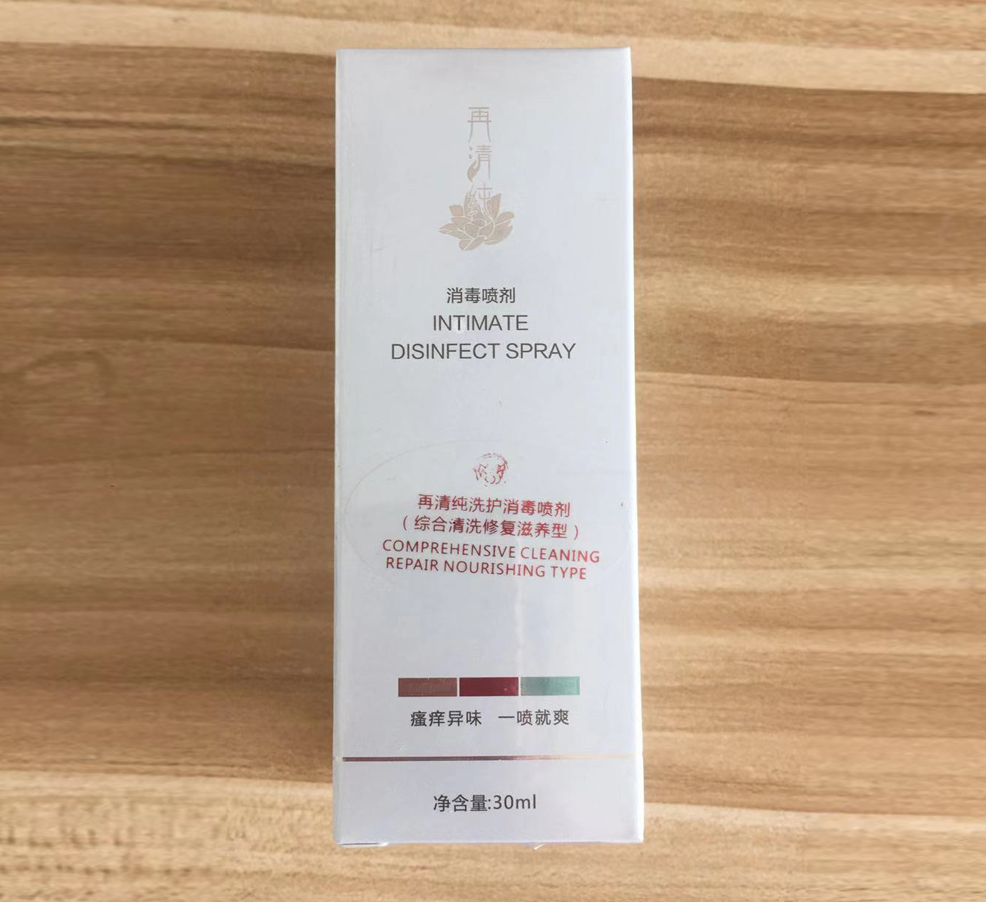 再
清
纯
消毒喷剂
INTIMATE
DISINFECT SPRAY
再清纯洗护消毒喷剂
（综合清洗修复滋养型）
COMPREHENSIVE CLEANING
REPAIR NOURISHING TYPE
瘙痒异味 一喷就爽
净含量:30ml